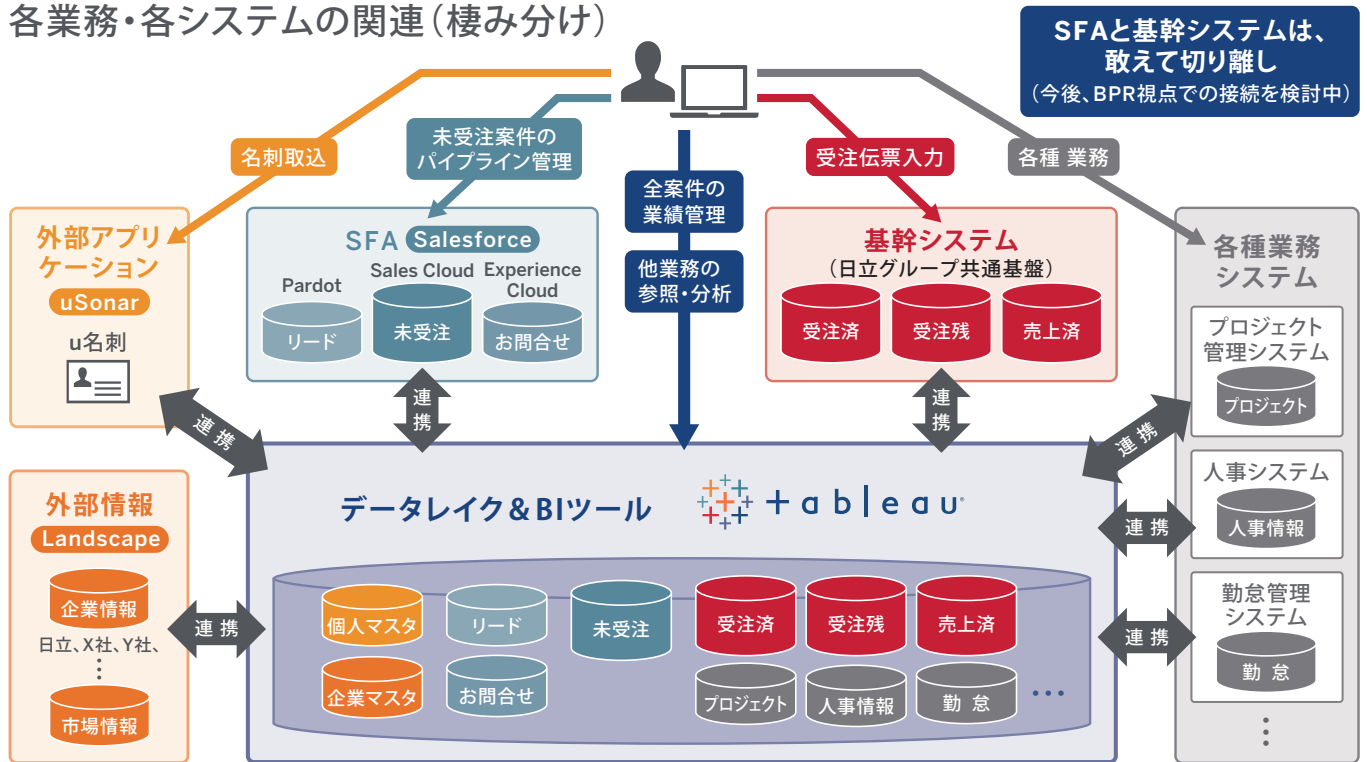 各業務・各システムの関連(棲み分け)
SFAと基幹システムは、
敢えて切り離し
(今後、BPR視点での接続を検討中)
名刺取込
未受注案件の
パイプライン管理
全案件の
業績管理
他業務の
参照・分析
受注伝票入力
各種 業務
外部アプリ
ケーション
uSonar
u名刺
SFA Salesforce
Pardot
Sales Cloud
Experience
Cloud
リード
未受注
お問合せ
基幹システム
(日立グループ共通基盤)
受注済
受注残
売上済
各種業務
システム
プロジェクト
管理システム
プロジェクト
人事システム
人事情報
勤怠管理
システム
勤 怠
⋮
連携
連携
連携
連携
連携
連携
連携
外部情報
Landscape
企業情報
日立、X社、Y社、
⋮
市場情報
データレイク&BIツール
+ableau
個人マスタ
リード
未受注
受注済
受注残
売上済
企業マスタ
お問合せ
プロジェクト
人事情報
勤 怠
…